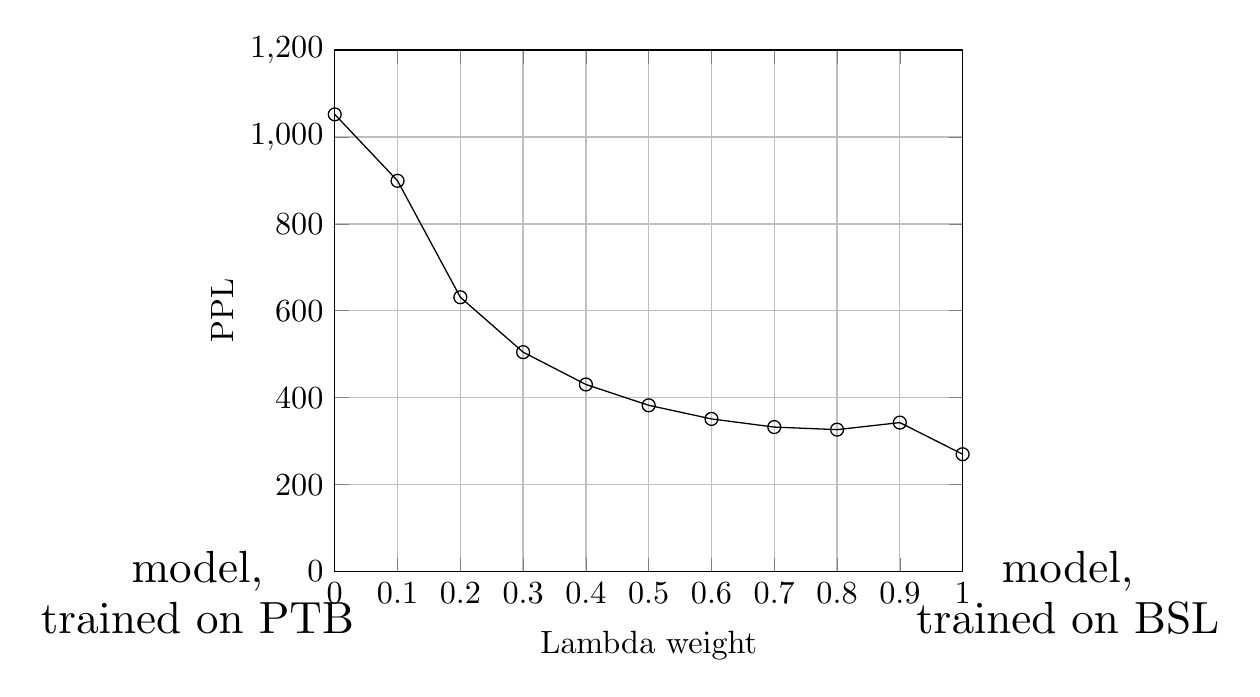 1,200
1,000
800
600
400
200
0
PPL
0 0.1 0.2 0.3 0.4 0.5 0.6 0.7 0.8 0.9 1
Lambda weight
model,
trained on PTB
model,
trained on BSL